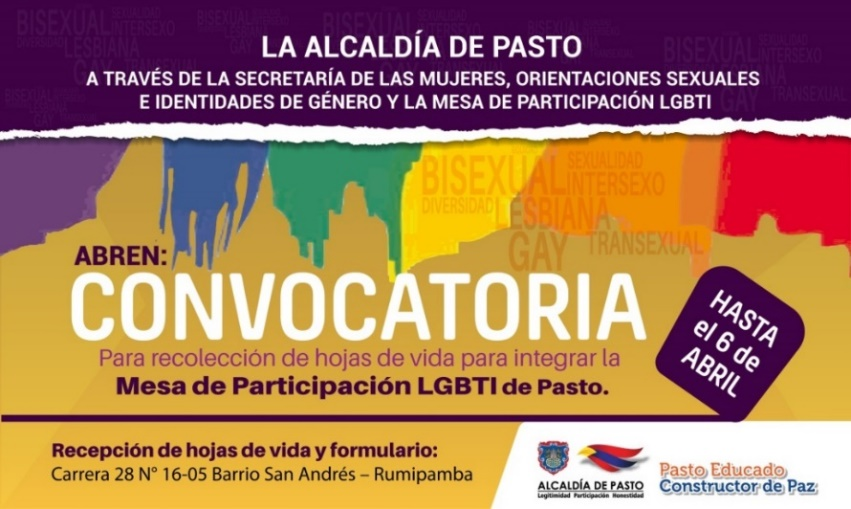 LA ALCALDÍA DE PASTO
A TRAVÉS DE LA SECRETARÍA DE LAS MUJERES, ORIENTACIONES SEXUALES
E IDENTIDADES DE GÉNERO Y LA MESA DE PARTICIPACIÓN LGBTI
BISEXUAL
SEXUALIDAD
INTERSEXO
DIVERSIDAD
LESBIANA
GAY
TRANSEXUAL
ABREN:
CONVOCATORIA
Para recolección de hojas de vida para integrar la
Mesa de Participación LGBTI de Pasto.
HASTA
el 6 de
ABRIL
Recepción de hojas de vida y formulario:
Carrera 28 N° 16-05 Barrio San Andrés – Rumipamba
ALCALDÍA DE PASTO
Legitimidad Participación Honestidad
Pasto Educado
Constructor de Paz